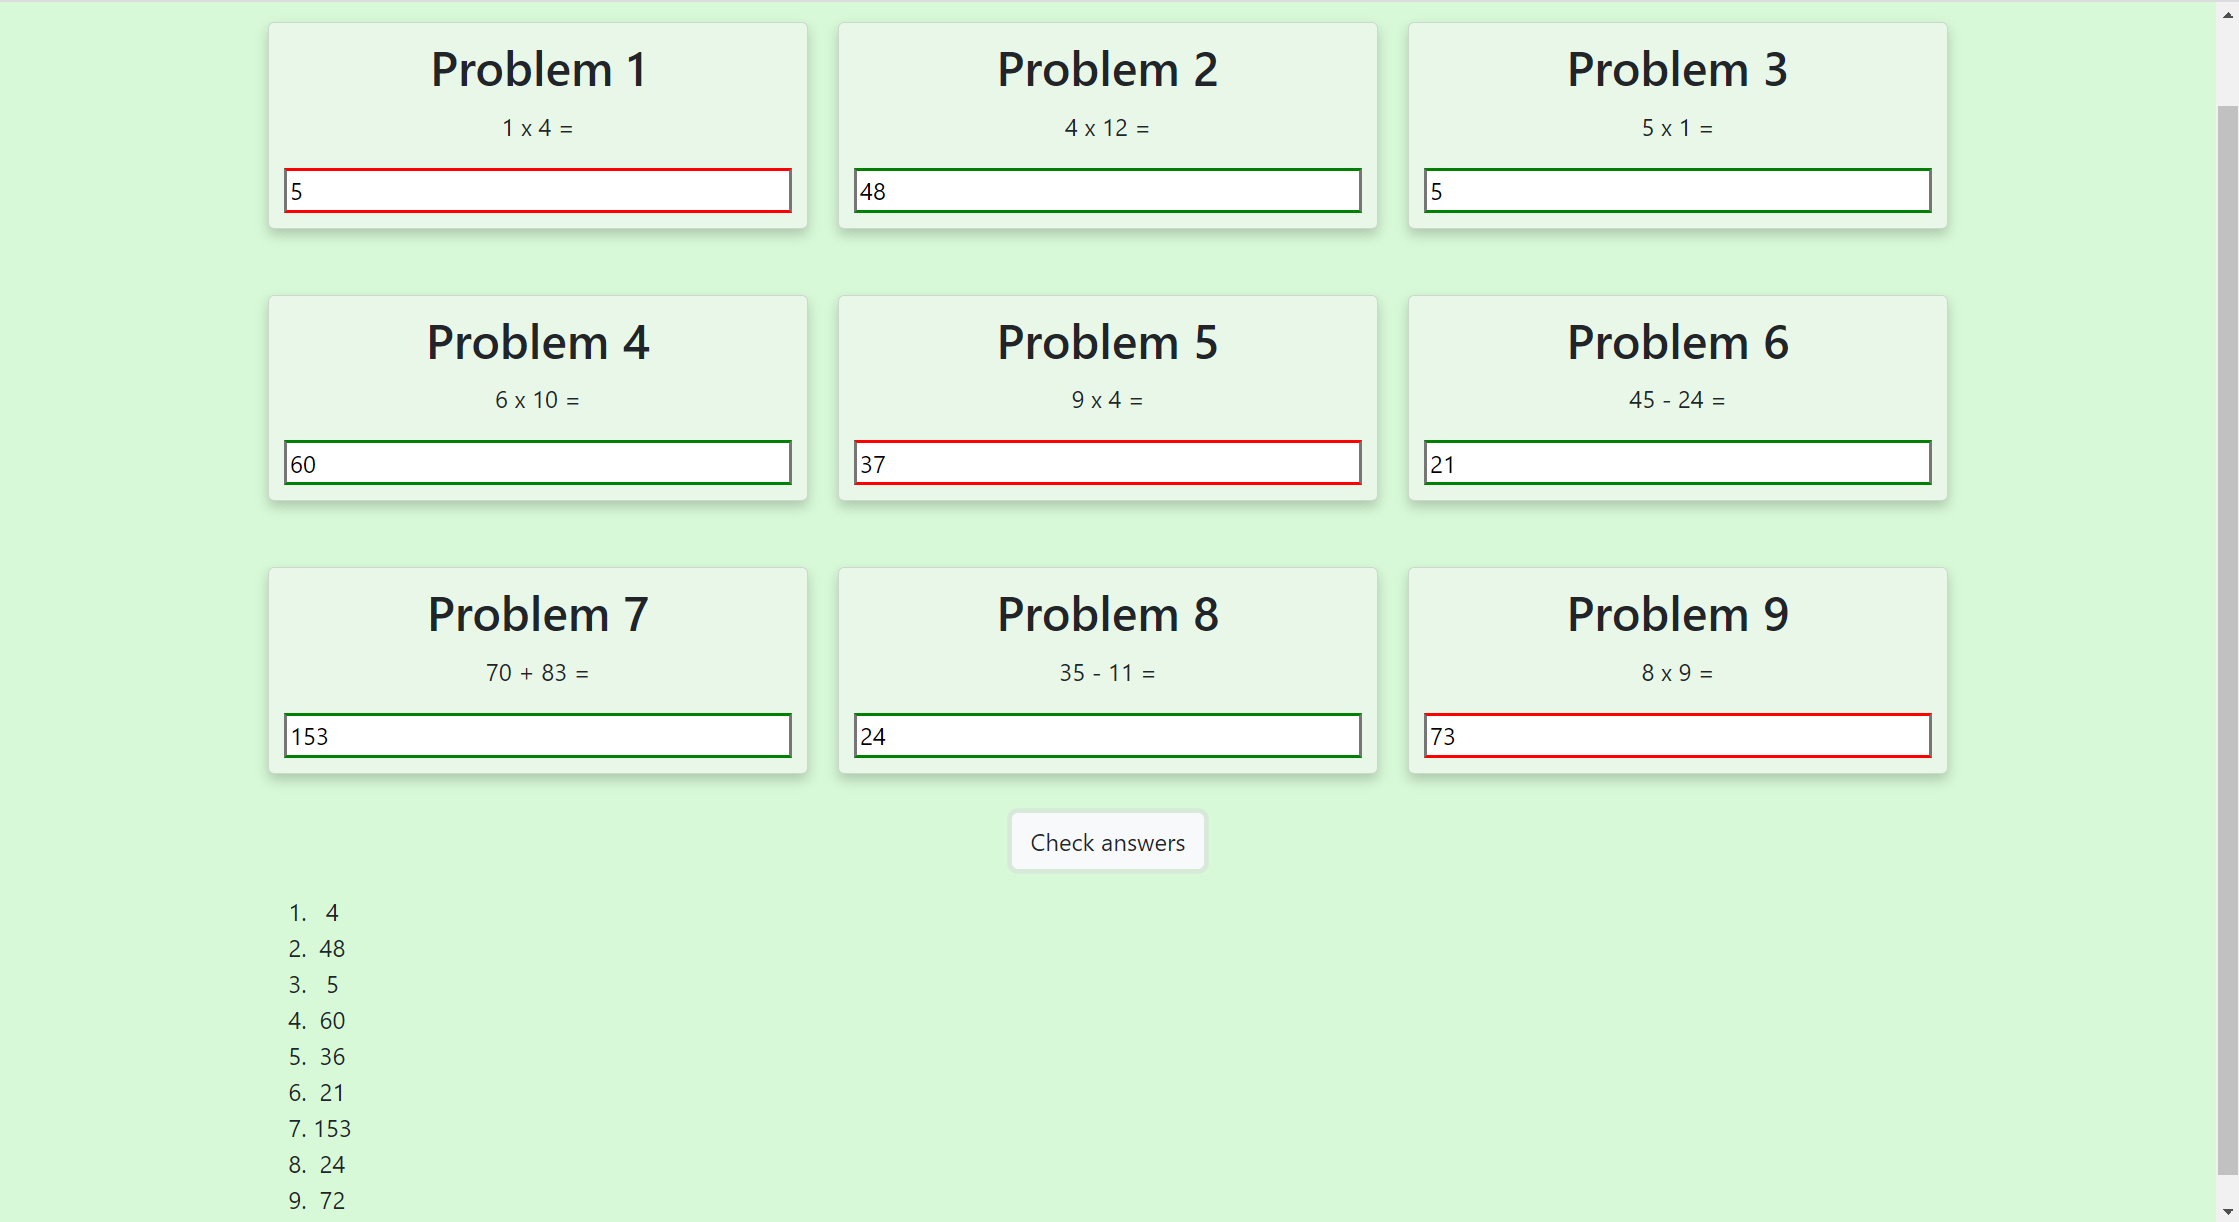 Problem 1
1 x 4 =
5
Problem 2
4 x 12 =
48
Problem 3
5 x 1 =
5
Problem 4
6 x 10 =
60
Problem 5
9 x 4 =
37
Problem 6
45 - 24 =
21
Problem 7
70 + 83 =
153
Problem 8
35 - 11 =
24
Problem 9
8 x 9 =
73
Check answers
1. 4
2. 48
3. 5
4. 60
5. 36
6. 21
7. 153
8. 24
9. 72